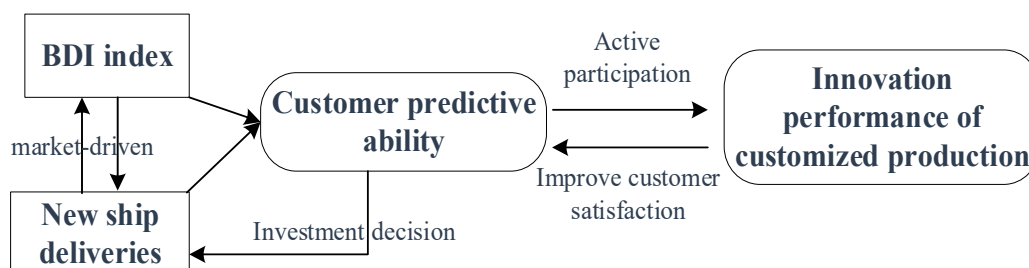 BDI index
market-driven
New ship
deliveries
Customer predictive
ability
Investment decision
Active
participation
Improve customer
satisfaction
Innovation
performance of
customized production